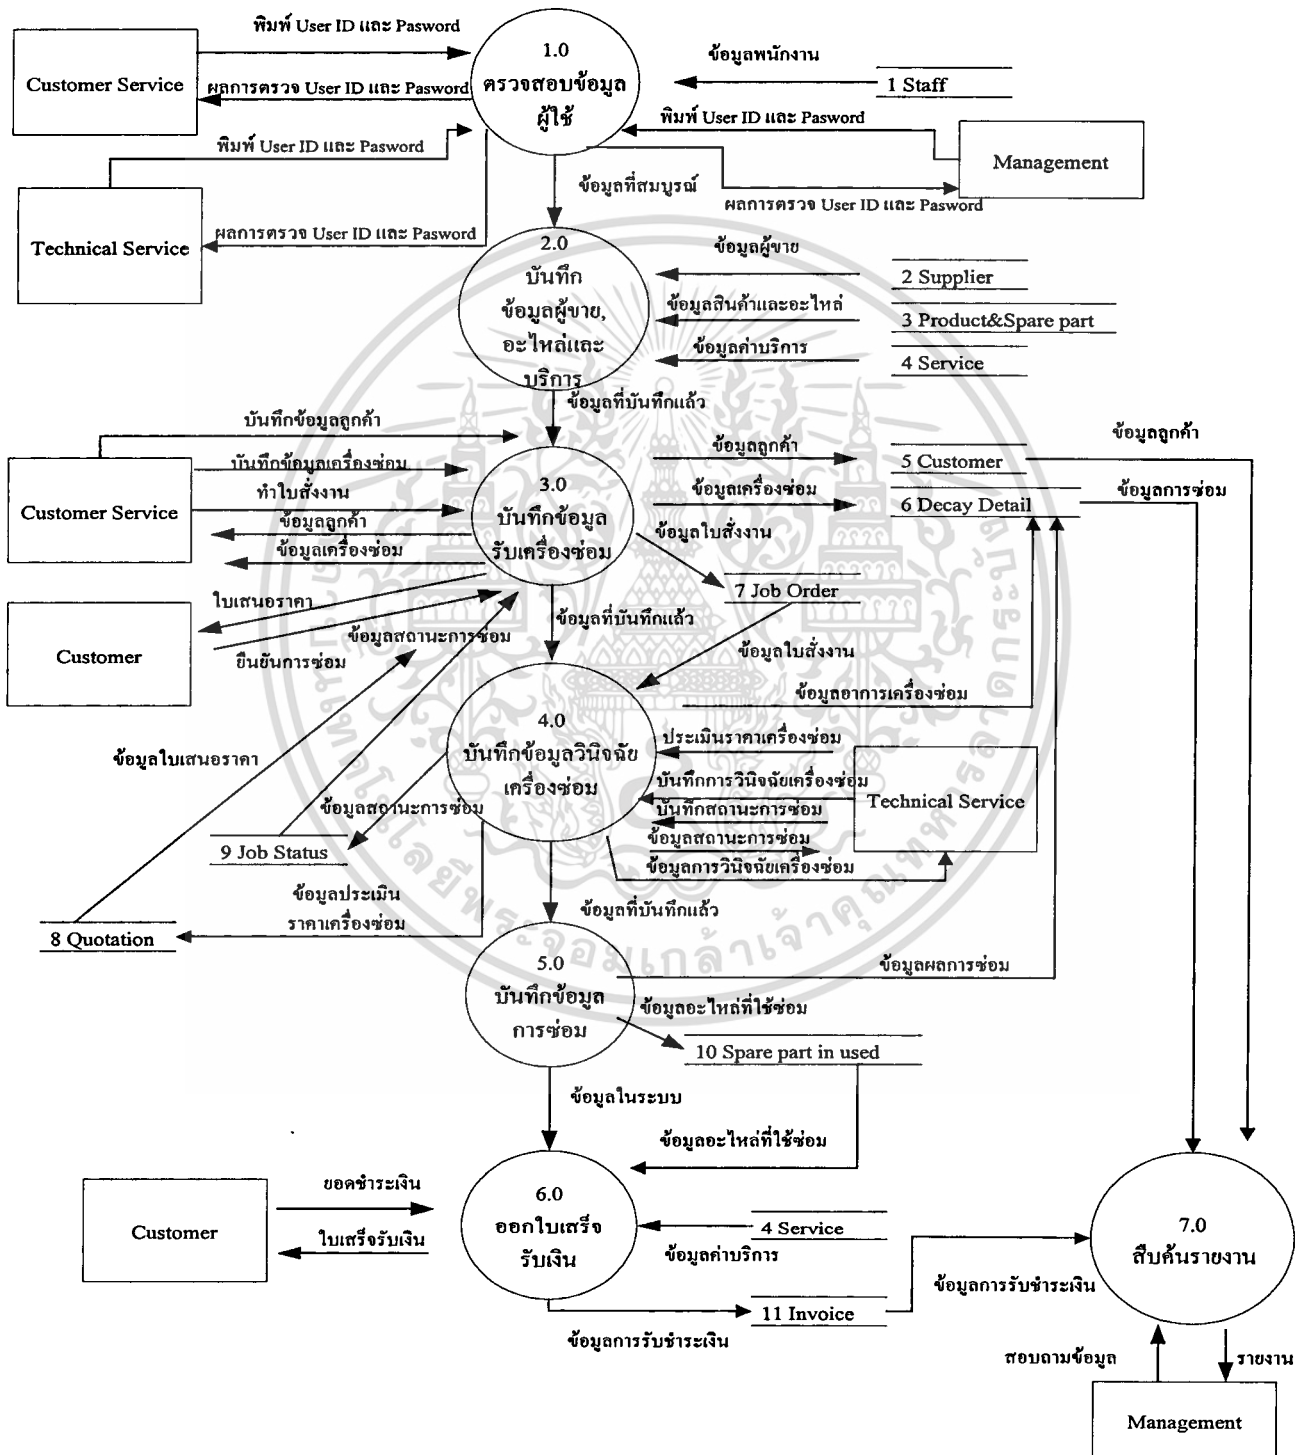 พิมพ์ User ID และ Pasword
Customer Service
ผลการตรวจ User ID และ Pasword
1.0
ตรวจสอบข้อมูล
ผู้ใช้
ข้อมูลพนักงาน
1 Staff
พิมพ์ User ID และ Pasword
พิมพ์ User ID และ Pasword
Management
Technical Service
ข้อมูลที่สมบูรณ์
ผลการตรวจ User ID และ Pasword
ผลการตรวจ User ID และ Pasword
2.0
บันทึก
ข้อมูลผู้ขาย,
อะไหล่และ
บริการ
ข้อมูลผู้ขาย
2 Supplier
ข้อมูลสินค้าและอะไหล่
3 Product&Spare part
ข้อมูลค่าบริการ
4 Service
ข้อมูลที่บันทึกแล้ว
บันทึกข้อมูลลูกค้า
บันทึกข้อมูลเครื่องซ่อม
ทำใบสั่งงาน
Customer Service
ข้อมูลลูกค้า
ข้อมูลเครื่องซ่อม
3.0
บันทึกข้อมูล
รับเครื่องซ่อม
ข้อมูลลูกค้า
5 Customer
ข้อมูลลูกค้า
ข้อมูลเครื่องซ่อม
6 Decay Detail
ข้อมูลการซ่อม
ข้อมูลใบสั่งงาน
7 Job Order
ใบเสนอราคา
ข้อมูลที่บันทึกแล้ว
ข้อมูลสถานะการซ่อม
Customer
ยืนยันการซ่อม
ข้อมูลใบสั่งงาน
ข้อมูลอาการเครื่องซ่อม
4.0
บันทึกข้อมูลวินิจฉัย
เครื่องซ่อม
ประเมินราคาเครื่องซ่อม
บันทึกการวินิจฉัยเครื่องซ่อม
Technical Service
บันทึกสถานะการซ่อม
ข้อมูลสถานะการซ่อม
ข้อมูลการวินิจฉัยเครื่องซ่อม
ข้อมูลใบเสนอราคา
ข้อมูลสถานะการซ่อม
9 Job Status
ข้อมูลประเมิน
ราคาเครื่องซ่อม
8 Quotation
ข้อมูลที่บันทึกแล้ว
5.0
บันทึกข้อมูล
การซ่อม
ข้อมูลผลการซ่อม
ข้อมูลอะไหล่ที่ใช้ซ่อม
10 Spare part in used
ข้อมูลในระบบ
ข้อมูลอะไหล่ที่ใช้ซ่อม
ยอดชำระเงิน
Customer
ใบเสร็จรับเงิน
6.0
ออกใบเสร็จ
รับเงิน
4 Service
ข้อมูลค่าบริการ
11 Invoice
ข้อมูลการรับชำระเงิน
ข้อมูลการรับชำระเงิน
7.0
สืบค้นรายงาน
สอบถามข้อมูล
รายงาน
Management
สถาบันเทคโนโลยีพระจอมเกล้าเจ้าคุณทหารลาดกระบัง